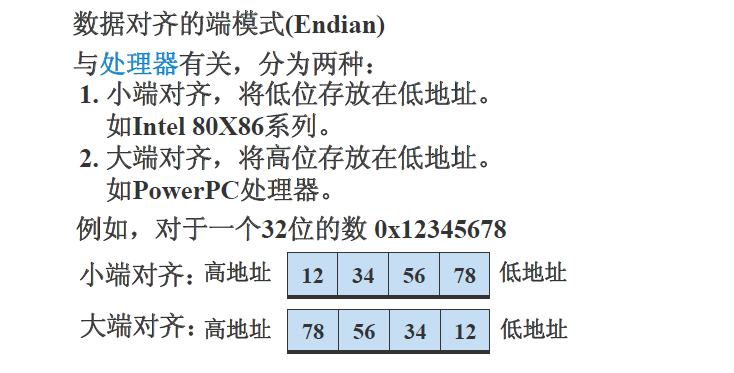 数据对齐的端模式(Endian)
与处理器有关，分为两种：
1. 小端对齐，将低位存放在低地址。
如Intel 80X86系列。
2. 大端对齐，将高位存放在低地址。
如PowerPC处理器。
例如，对于一个32位的数 0x12345678
小端对齐：高地址 12 34 56 78 低地址
大端对齐：高地址 78 56 34 12 低地址